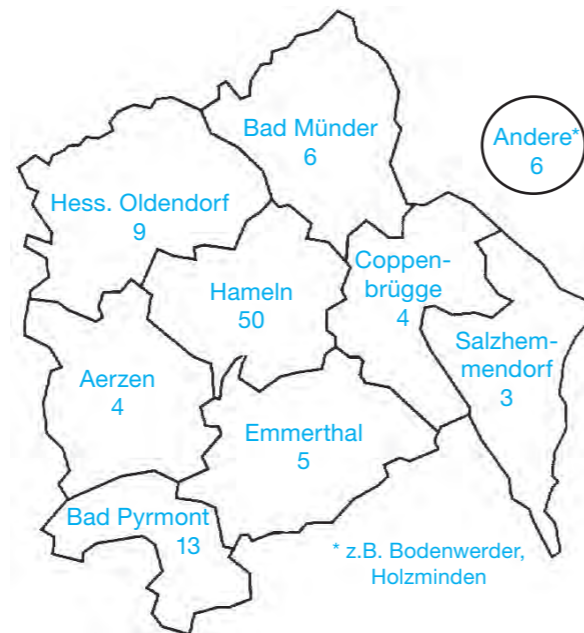 Bad Münder
6
Andere*
6
Hess. Oldendorf
9
Coppen-
brügge
4
Hameln
50
Salzhem-
mendorf
3
Aerzen
4
Emmerthal
5
Bad Pyrmont
13
* z.B. Bodenwerder,
Holzminden